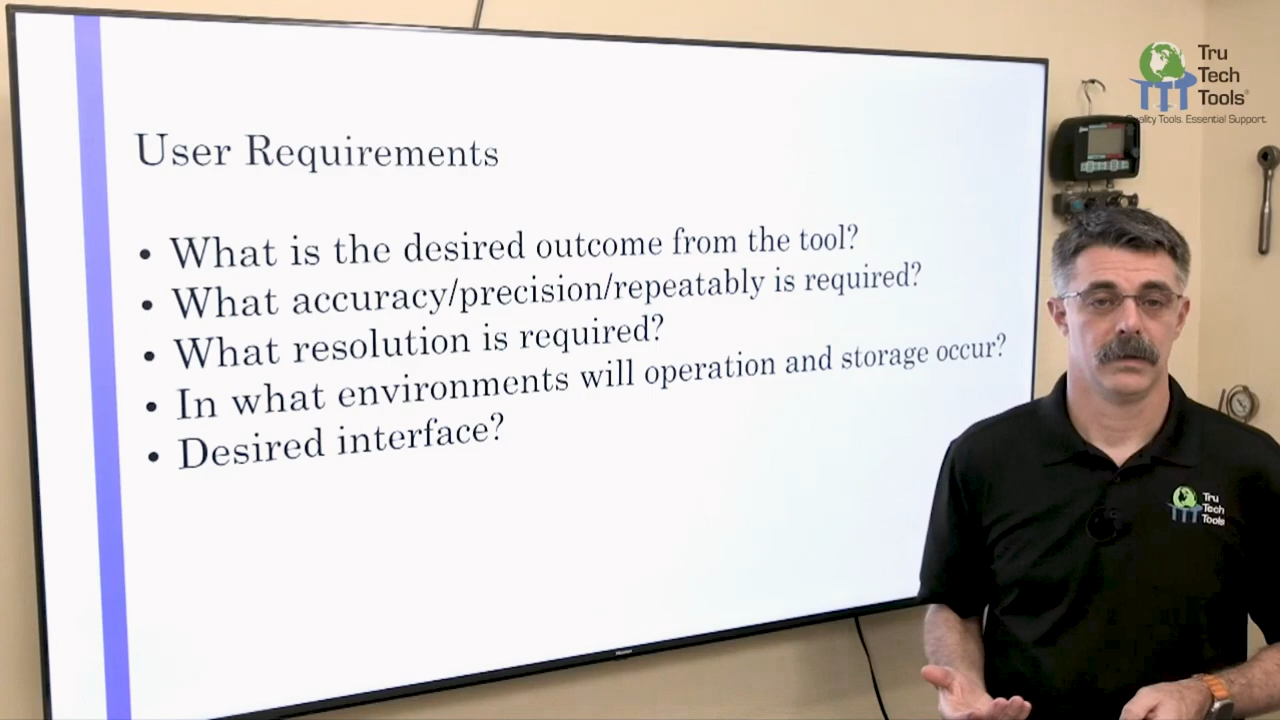 Tru
Tech
Tools®
Quality Tools. Essential Support.
User Requirements
• What is the desired outcome from the tool?
• What accuracy/precision/repeatably is required?
• What resolution is required?
• In what environments will operation and storage occur?
• Desired interface?
Tru
Tech
Tools